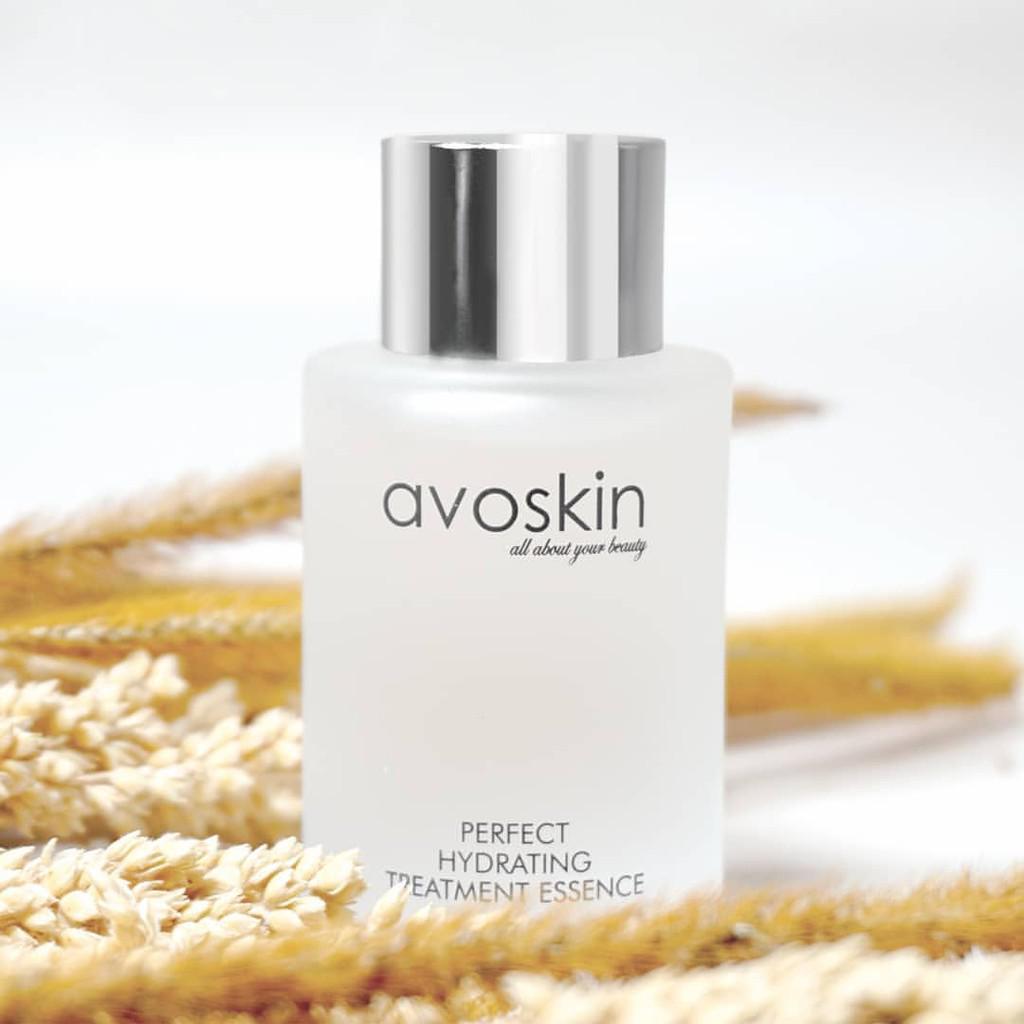 avoskin
all about your beauty
PERFECT
HYDRATING
TREATMENT ESSENCE